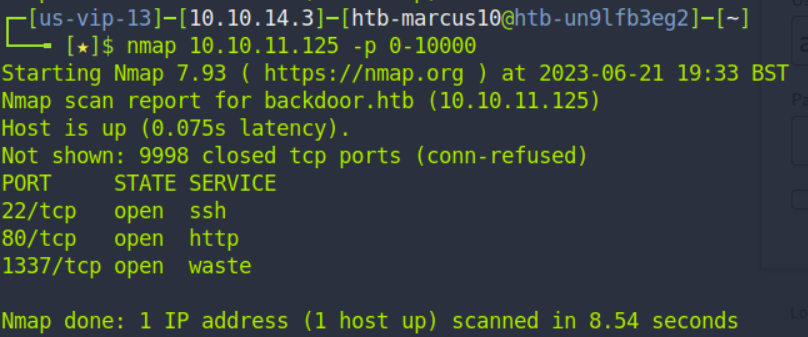 [us-vip-13]─[10.10.14.3]─[htb-marcus10@htb-un9lfb3eg2]─[~]
[★]$ nmap 10.10.11.125 -p 0-10000
Starting Nmap 7.93 ( https://nmap.org ) at 2023-06-21 19:33 BST
Nmap scan report for backdoor.htb (10.10.11.125)
Host is up (0.075s latency).
Not shown: 9998 closed tcp ports (conn-refused)
PORT     STATE SERVICE
22/tcp   open  ssh
80/tcp   open  http
1337/tcp open  waste
Nmap done: 1 IP address (1 host up) scanned in 8.54 seconds